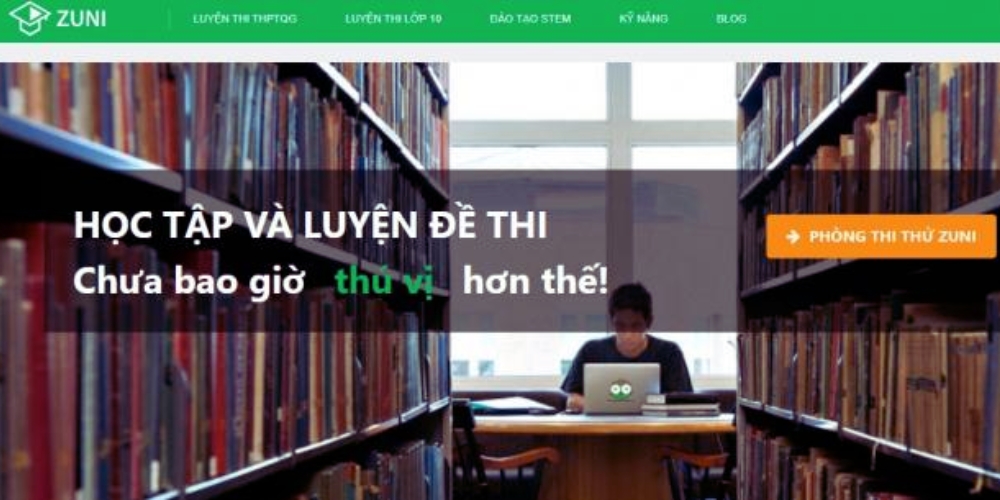 ZUNI
LUYỆN THI THPTQG
LUYỆN THI LỚP 10
ĐÀO TẠO STEM
KỸ NĂNG
BLOG
HỌC TẬP VÀ LUYỆN ĐỀ THI
Chưa bao giờ thú vị hơn thế!
PHÒNG THI THỬ ZUNI